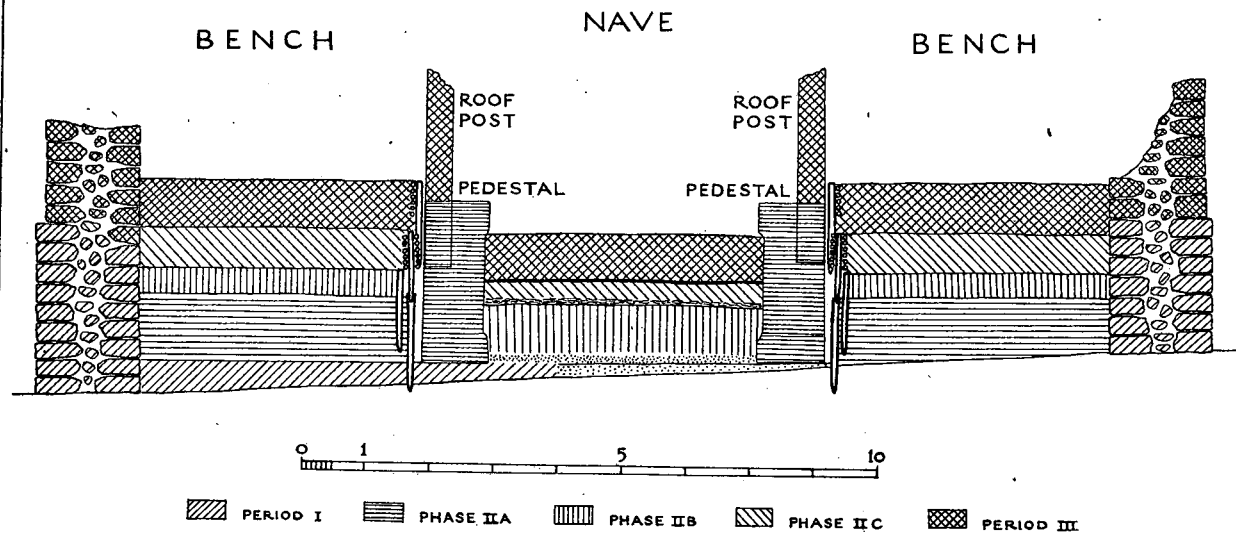 NAVE
BENCH
BENCH
ROOF
POST
ROOF
POST
PEDESTAL
PEDESTAL
0 1 5 10
PERIOD I PHASE IIA PHASE IIB PHASE IIC PERIOD III